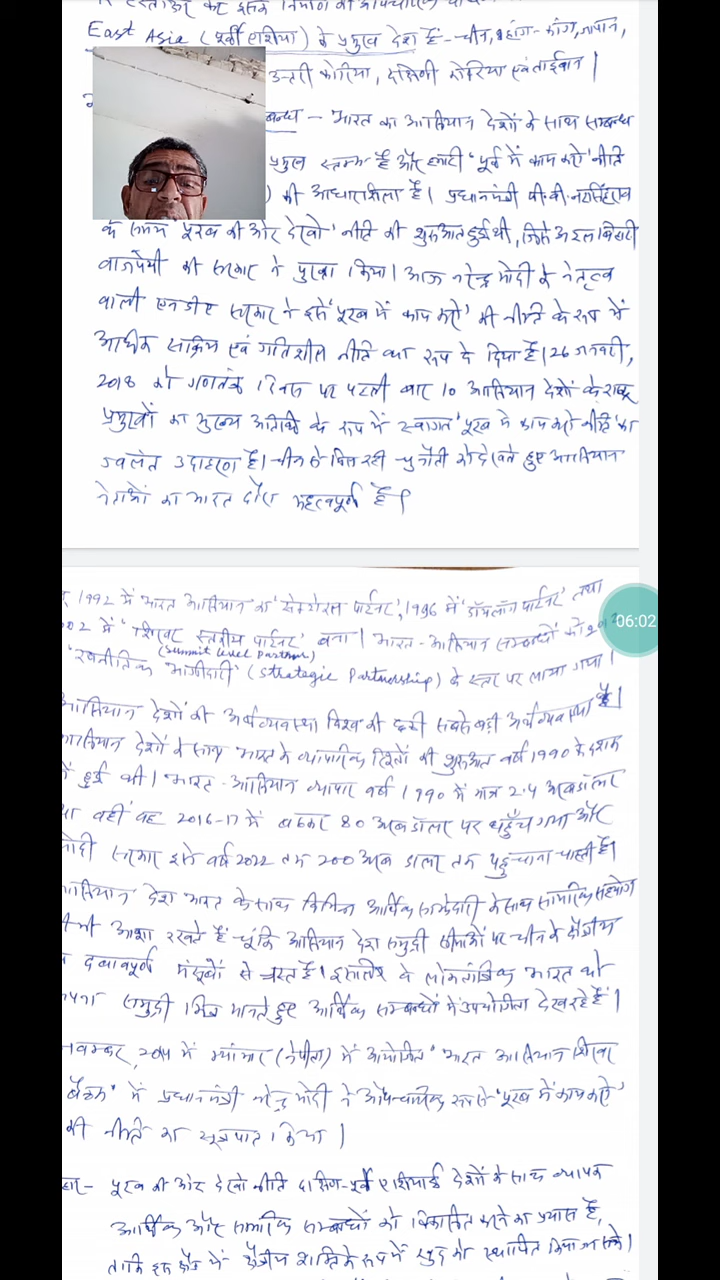 East Asia (पूर्वी एशिया) के प्रमुख देश हैं - चीन, हांग-कांग, जापान,
उत्तरी कोरिया, दक्षिणी कोरिया एवं ताईवान।
बन्ध - भारत का आसियान देशों के साथ सम्बन्ध
प्रमुख स्तम्भ है और हमारी 'पूर्व में काम करो' नीति
की आधारशिला है। प्रधानमंत्री पी.वी. नरसिंहराव
के समय 'पूरब की ओर देखो' नीति की शुरुआत हुई थी, जिसे अटल बिहारी
वाजपेयी की सरकार ने पुख्ता किया। आज नरेन्द्र मोदी के नेतृत्व
वाली एनडीए सरकार ने इसे 'पूरब में काम करो' की नीति के रूप में
अधिक सक्रिय एवं गतिशील नीति का रूप दे दिया है। 26 जनवरी,
2018 को गणतंत्र दिवस पर पहली बार 10 आसियान देशों के राष्ट्र
प्रमुखों का मुख्य अतिथि के रूप में स्वागत 'पूरब में काम करो नीति' का
ज्वलंत उदाहरण है। चीन से मिल रही चुनौती को देखते हुए आसियान
नेताओं का भारत दौरा महत्वपूर्ण है।
1992 में भारत आसियान का 'सेक्टोरल पार्टनर', 1996 में 'डॉयलॉग पार्टनर' तथा
02 में 'शिखर स्तरीय पार्टनर' बना। भारत-आसियान सम्बन्धों को 2012
(Summit level Partner)
'रणनीतिक भागीदारी' (Strategic Partnership) के स्तर पर लाया गया।
आसियान देशों की अर्थव्यवस्था विश्व की सबसे बड़ी अर्थव्यवस्था है।
आसियान देशों के साथ भारत के व्यापारिक रिश्तों की शुरुआत वर्ष 1990 के दशक
में हुई थी। भारत-आसियान व्यापार वर्ष 1990 में मात्र 2.4 अरब डॉलर
था वहीं वह 2016-17 में बढ़कर 80 अरब डॉलर पर पहुँच गया और
मोदी सरकार इसे वर्ष 2022 तक 200 अरब डालर तक पहुंचाना चाहती है।
आसियान देश भारत के साथ विभिन्न आर्थिक साझेदारी के साथ सामरिक सहयोग
की भी आशा रखते हैं चूंकि आसियान देश समुद्री सीमाओं पर चीन के क्षेत्रीय
दबावपूर्ण मंसूबों से त्रस्त है। इसलिए वे लोकतांत्रिक भारत को
अपना समुद्री मित्र मानते हुए आर्थिक सम्बन्धों में उपयोगिता देख रहे हैं।
नवम्बर, 2014 में म्यांमार (नेपीता) में आयोजित 'भारत आसियान शिखर
बैठक' में प्रधानमंत्री नरेन्द्र मोदी ने औपचारिक रूप से 'पूरब में काम करो'
की नीति का सूत्रपात किया।
पूरब की ओर देखो नीति दक्षिण-पूर्व एशियाई देशों के साथ व्यापक
आर्थिक और सामरिक सम्बन्धों को विकसित करने का प्रयास है,
ताकि इस क्षेत्र में क्षेत्रीय शक्ति के रूप में खुद को स्थापित किया जा सके।
06:02